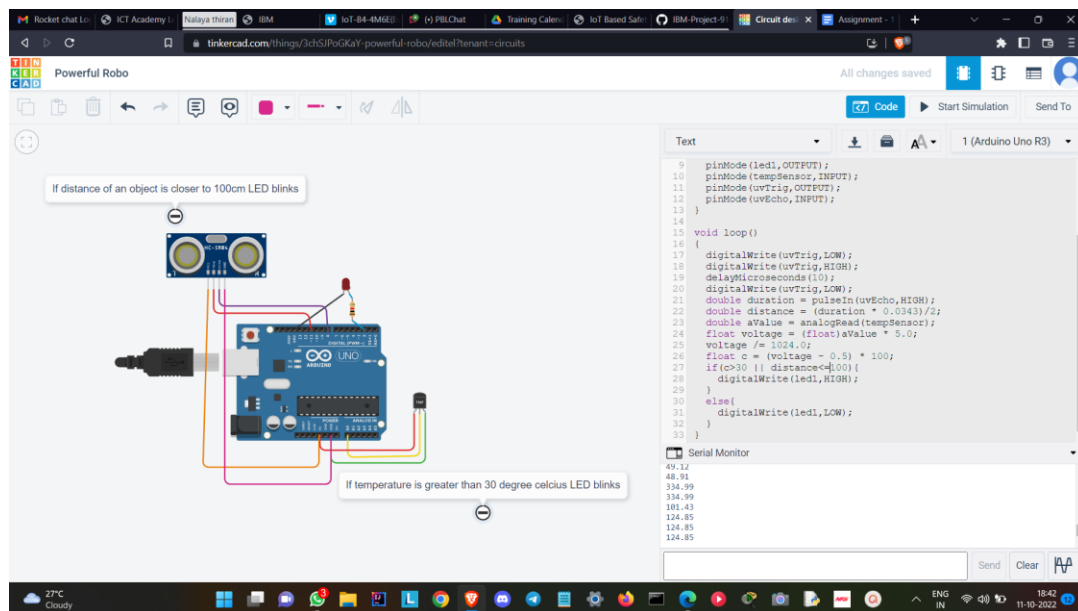 Rocket chat Lo
ICT Academy L
Nalaya thiran
IBM
IoT-B4-4M6E(
(+) PBLChat
Training Calend
IoT Based Safet
IBM-Project-91
Circuit desi
Assignment - 1
tinkercad.com/things/3chSJPoGKaY-powerful-robo/editel?tenant=circuits
TIN
KER
CAD
Powerful Robo
All changes saved
Code
Start Simulation
Send To
Text
1 (Arduino Uno R3)
If distance of an object is closer to 100cm LED blinks
HC-SR04
DIGITAL (PWM~)
UNO
ARDUINO
POWER
ANALOG IN
If temperature is greater than 30 degree celcius LED blinks
9 pinMode(led1,OUTPUT);
10 pinMode(tempSensor,INPUT);
11 pinMode(uvTrig,OUTPUT);
12 pinMode(uvEcho,INPUT);
13 }
14
15 void loop()
16 {
17 digitalWrite(uvTrig,LOW);
18 digitalWrite(uvTrig,HIGH);
19 delayMicroseconds(10);
20 digitalWrite(uvTrig,LOW);
21 double duration = pulseIn(uvEcho,HIGH);
22 double distance = (duration * 0.0343)/2;
23 double aValue = analogRead(tempSensor);
24 float voltage = (float)aValue * 5.0;
25 voltage /= 1024.0;
26 float c = (voltage - 0.5) * 100;
27 if(c>30 || distance<=100){
28 digitalWrite(led1,HIGH);
29 }
30 else{
31 digitalWrite(led1,LOW);
32 }
33 }
Serial Monitor
49.12
48.91
334.99
334.99
101.43
124.85
124.85
124.85
Send
Clear
27°C
Cloudy
ENG
IN
18:42
11-10-2022